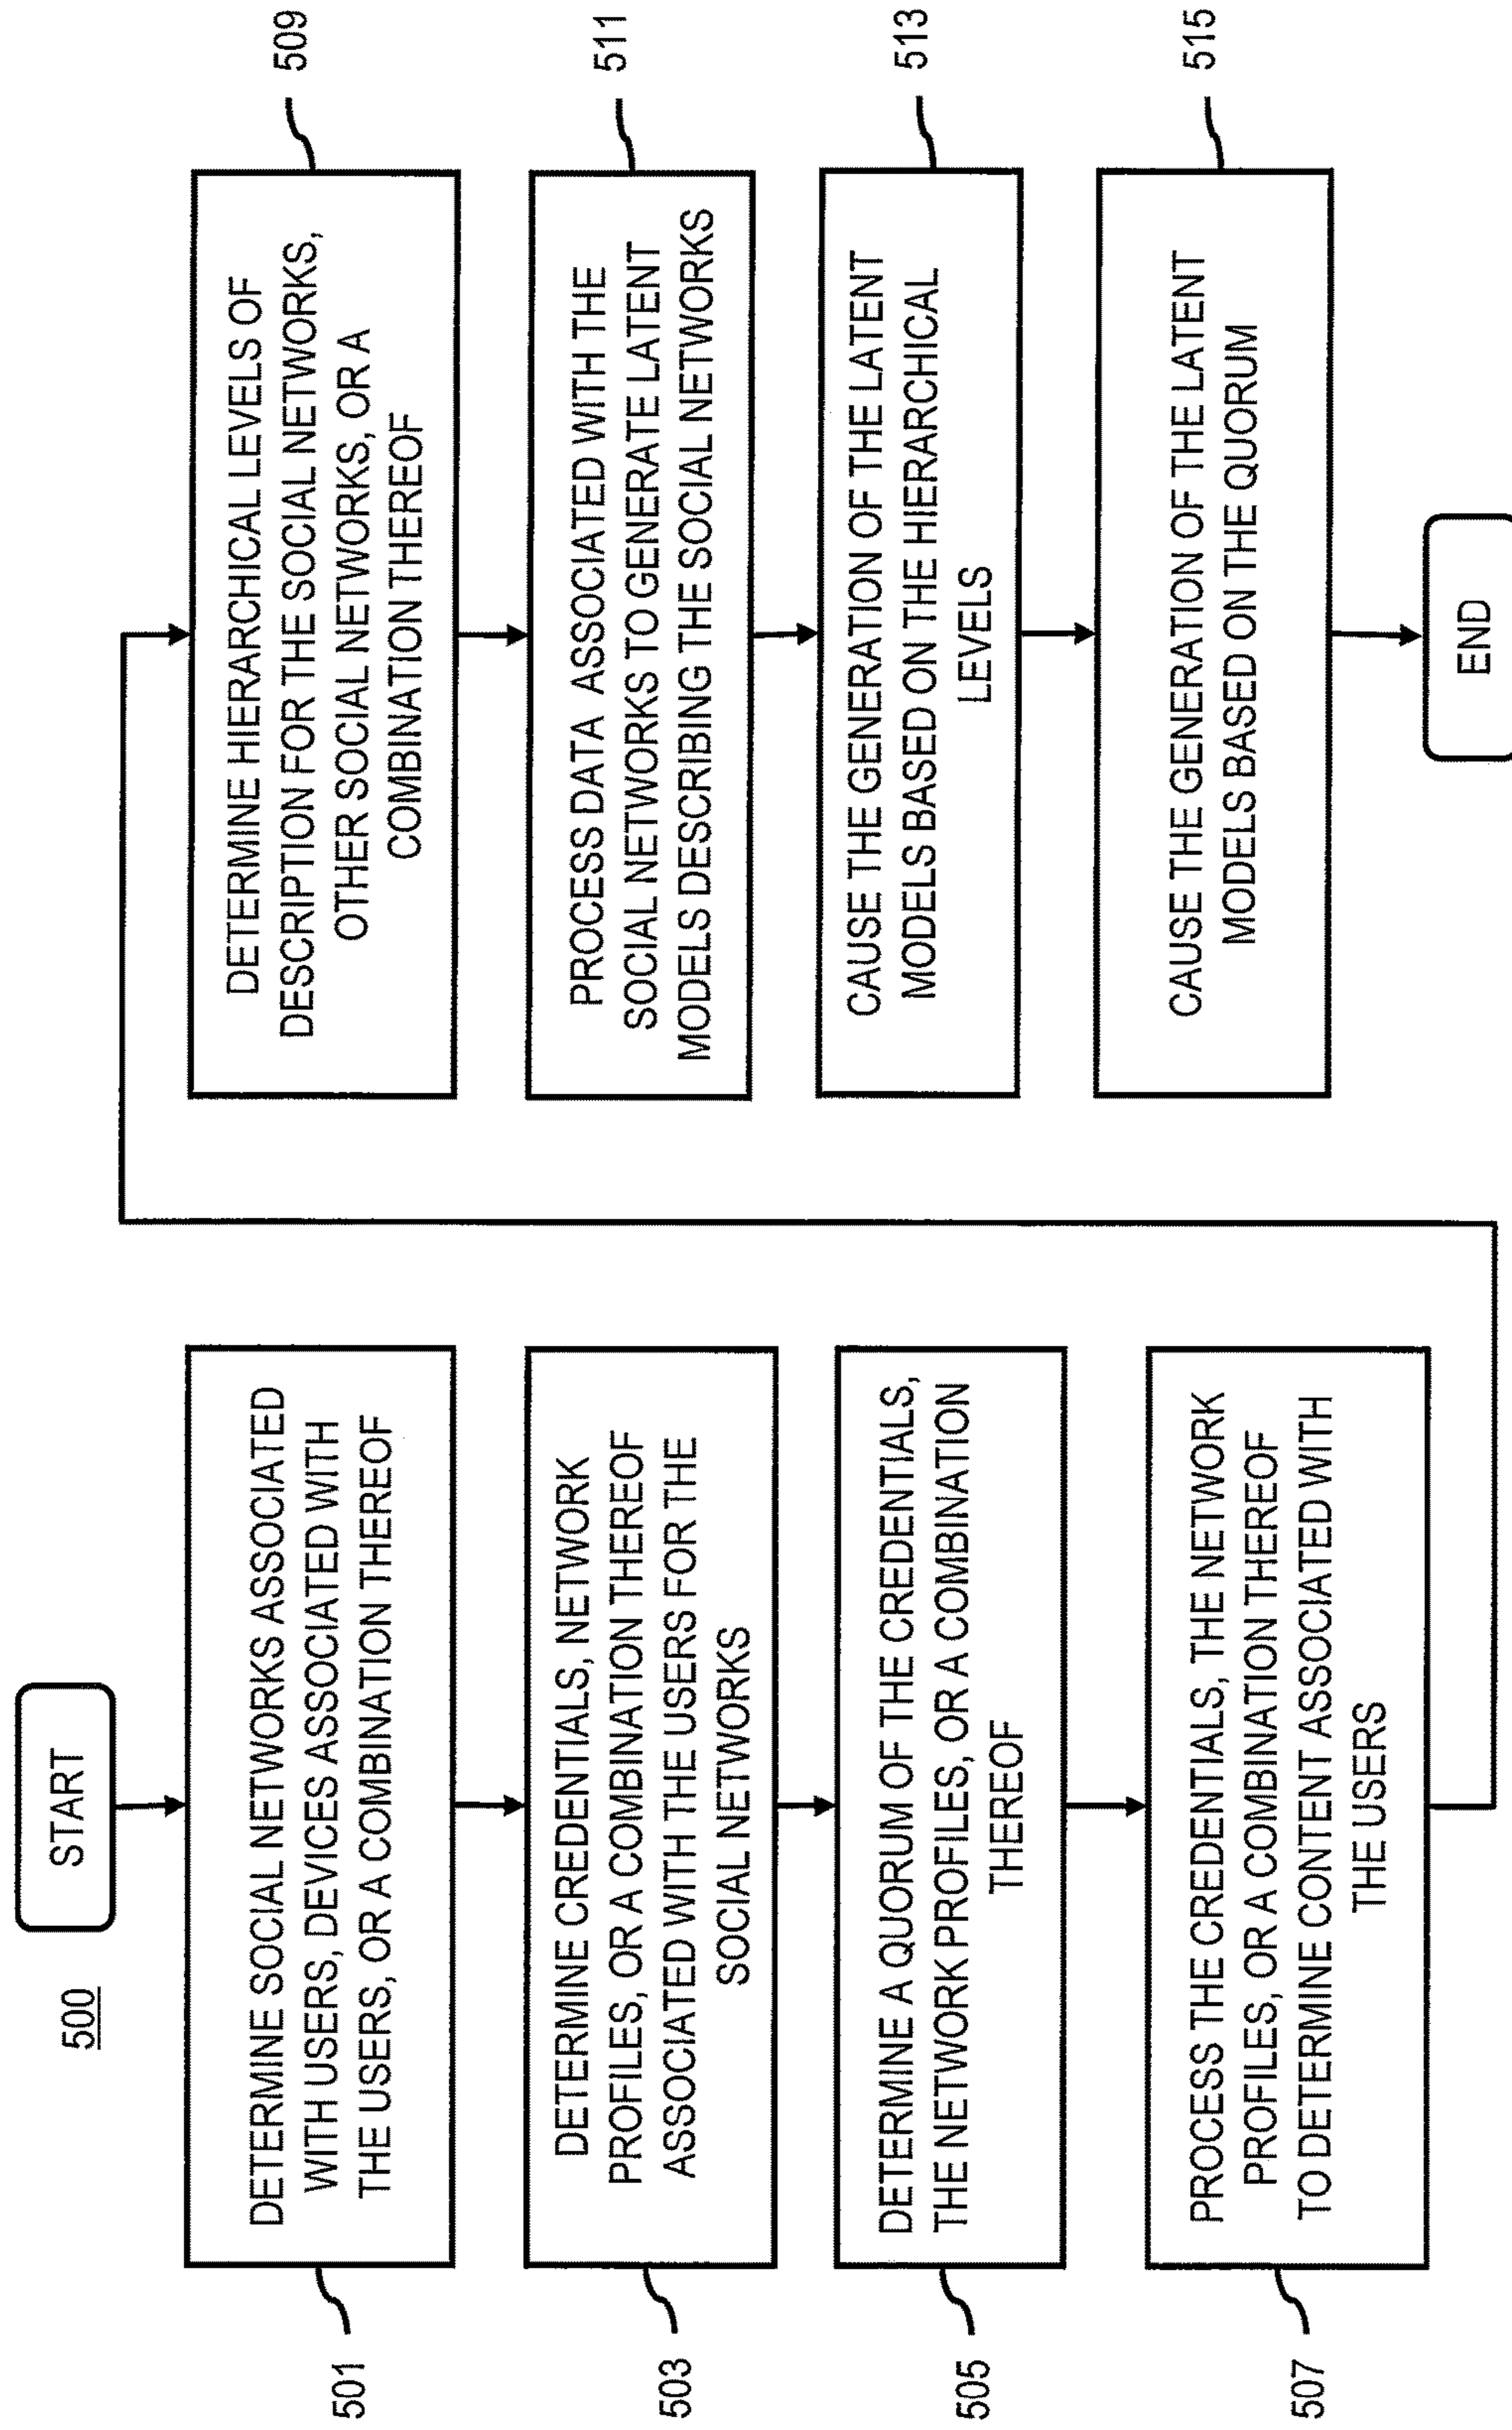 500
START
501
DETERMINE SOCIAL NETWORKS ASSOCIATED
WITH USERS, DEVICES ASSOCIATED WITH
THE USERS, OR A COMBINATION THEREOF
503
DETERMINE CREDENTIALS, NETWORK
PROFILES, OR A COMBINATION THEREOF
ASSOCIATED WITH THE USERS FOR THE
SOCIAL NETWORKS
505
DETERMINE A QUORUM OF THE CREDENTIALS,
THE NETWORK PROFILES, OR A COMBINATION
THEREOF
507
PROCESS THE CREDENTIALS, THE NETWORK
PROFILES, OR A COMBINATION THEREOF
TO DETERMINE CONTENT ASSOCIATED WITH
THE USERS
509
DETERMINE HIERARCHICAL LEVELS OF
DESCRIPTION FOR THE SOCIAL NETWORKS,
OTHER SOCIAL NETWORKS, OR A
COMBINATION THEREOF
511
PROCESS DATA ASSOCIATED WITH THE
SOCIAL NETWORKS TO GENERATE LATENT
MODELS DESCRIBING THE SOCIAL NETWORKS
513
CAUSE THE GENERATION OF THE LATENT
MODELS BASED ON THE HIERARCHICAL
LEVELS
515
CAUSE THE GENERATION OF THE LATENT
MODELS BASED ON THE QUORUM
END